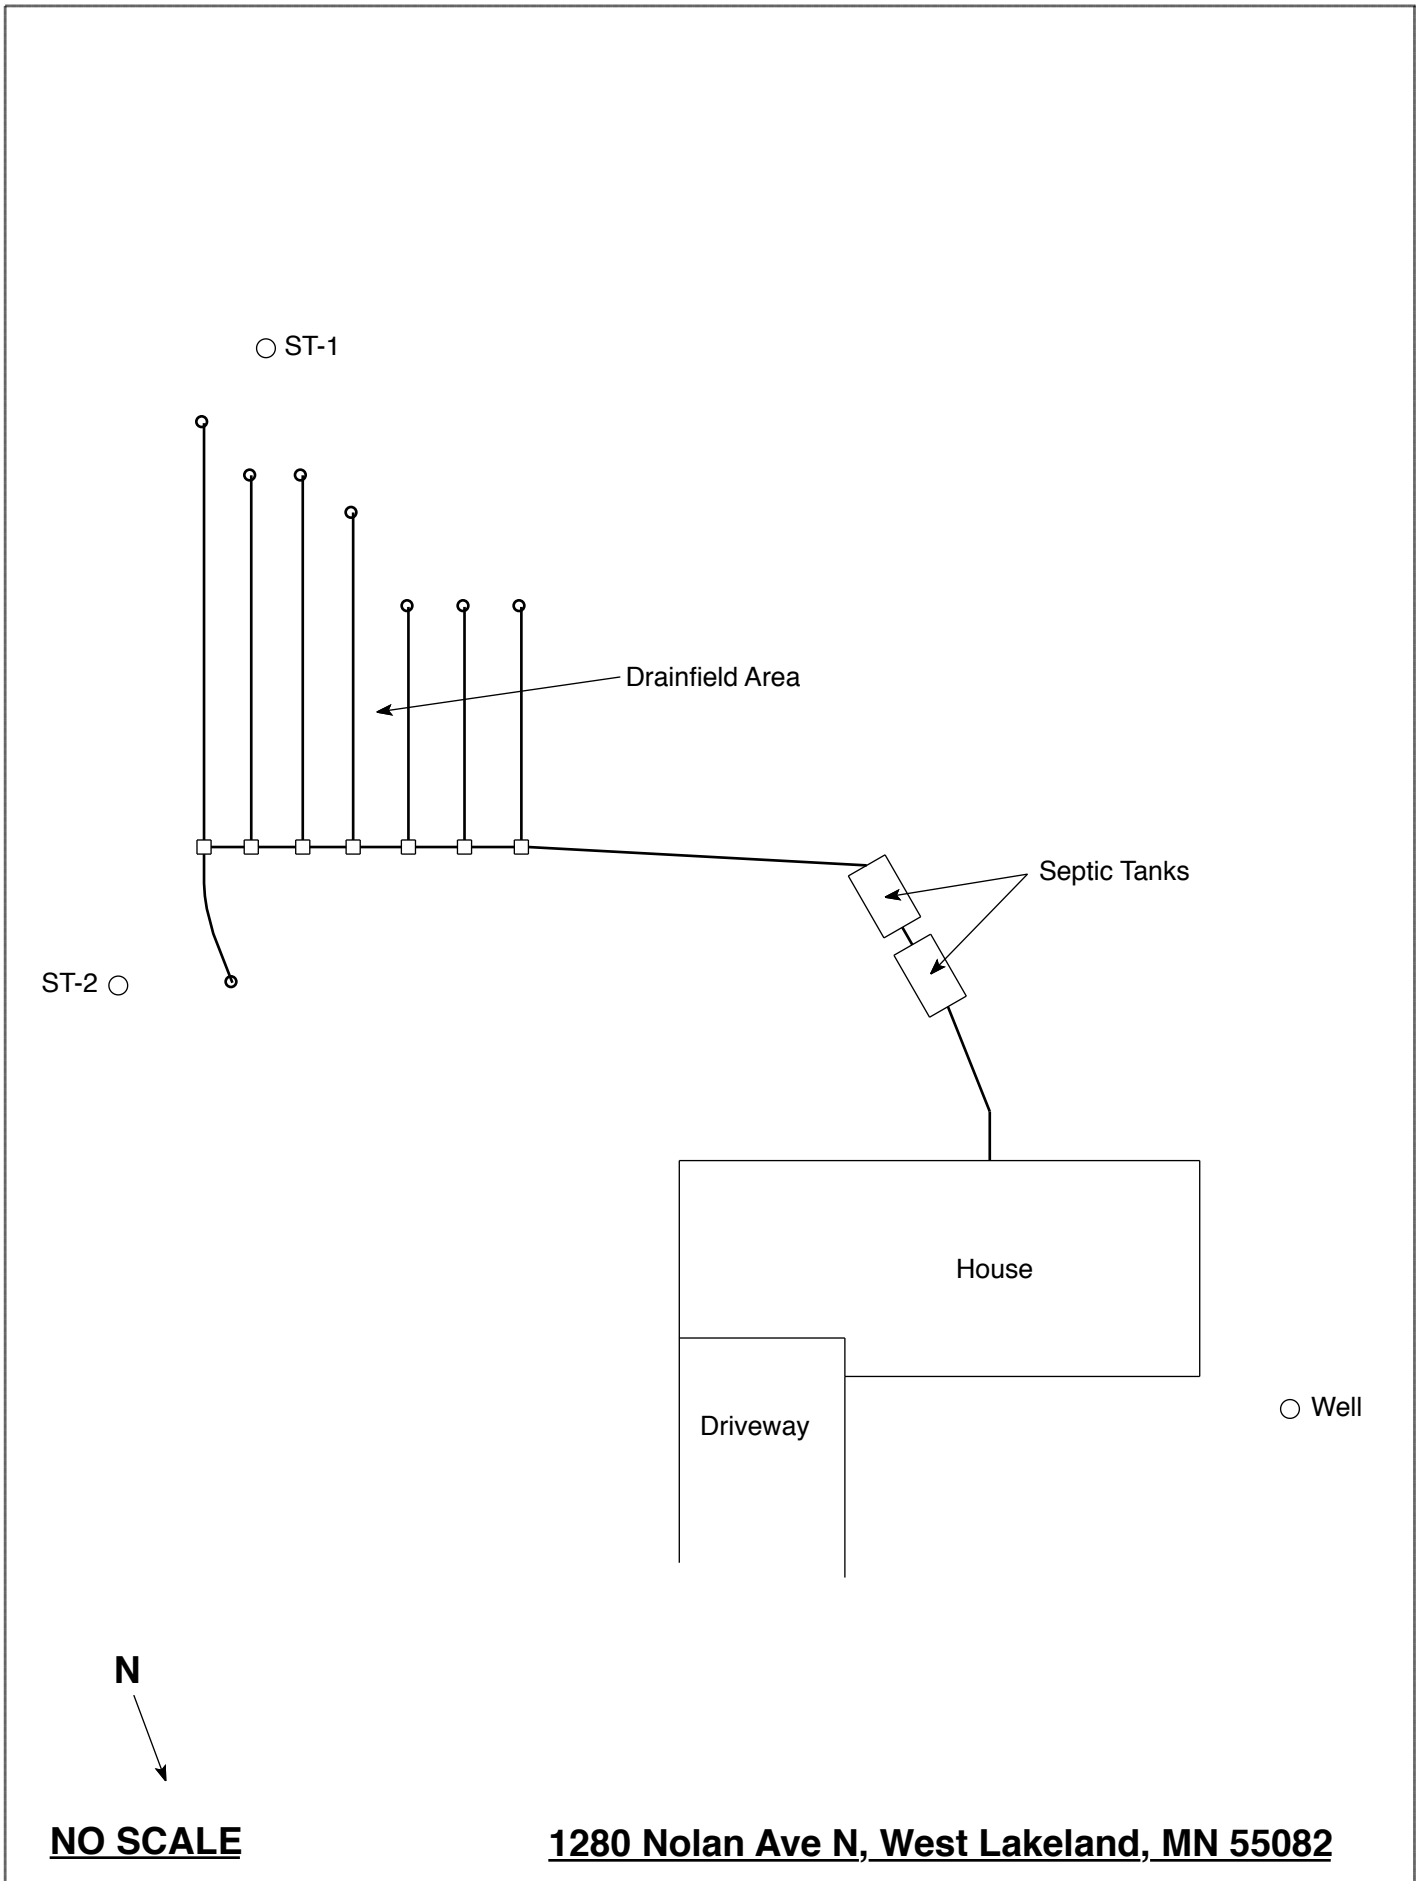 ST-1
Drainfield Area
Septic Tanks
ST-2
House
Well
Driveway
N
NO SCALE
1280 Nolan Ave N, West Lakeland, MN 55082